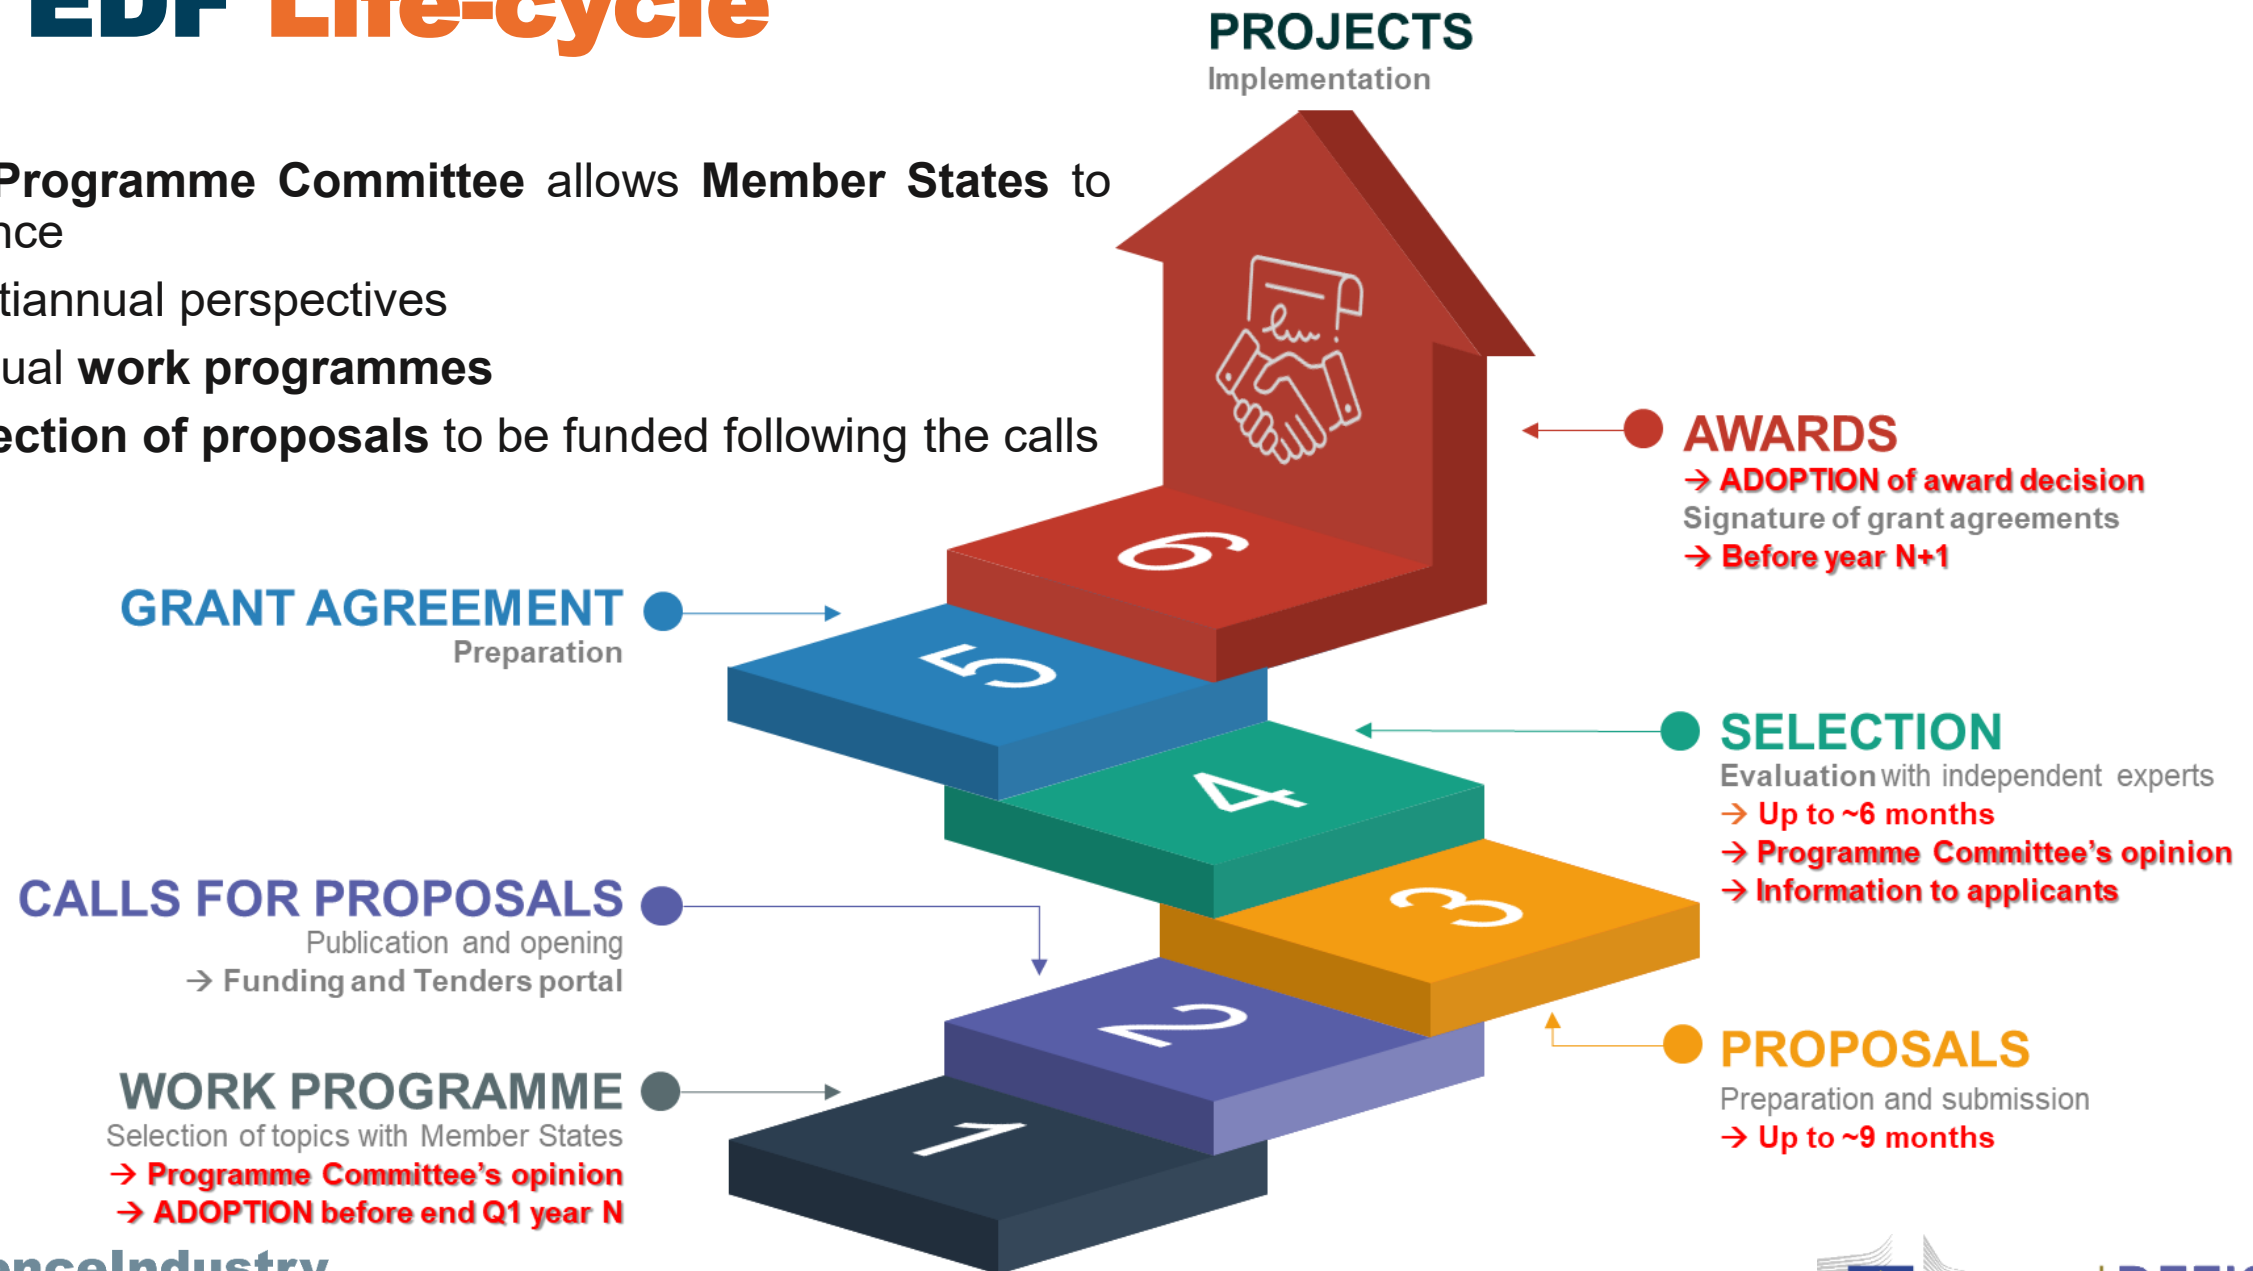 EDF Life-cycle
PROJECTS
Implementation
Programme Committee allows Member States to
nce
tiannual perspectives
ual work programmes
ection of proposals to be funded following the calls
AWARDS
→ ADOPTION of award decision
Signature of grant agreements
→ Before year N+1
6
GRANT AGREEMENT
Preparation
5
SELECTION
Evaluation with independent experts
→ Up to ~6 months
→ Programme Committee's opinion
→ Information to applicants
4
CALLS FOR PROPOSALS
Publication and opening
→ Funding and Tenders portal
3
2
PROPOSALS
Preparation and submission
→ Up to ~9 months
WORK PROGRAMME
Selection of topics with Member States
→ Programme Committee's opinion
→ ADOPTION before end Q1 year N
1
enceIndustry